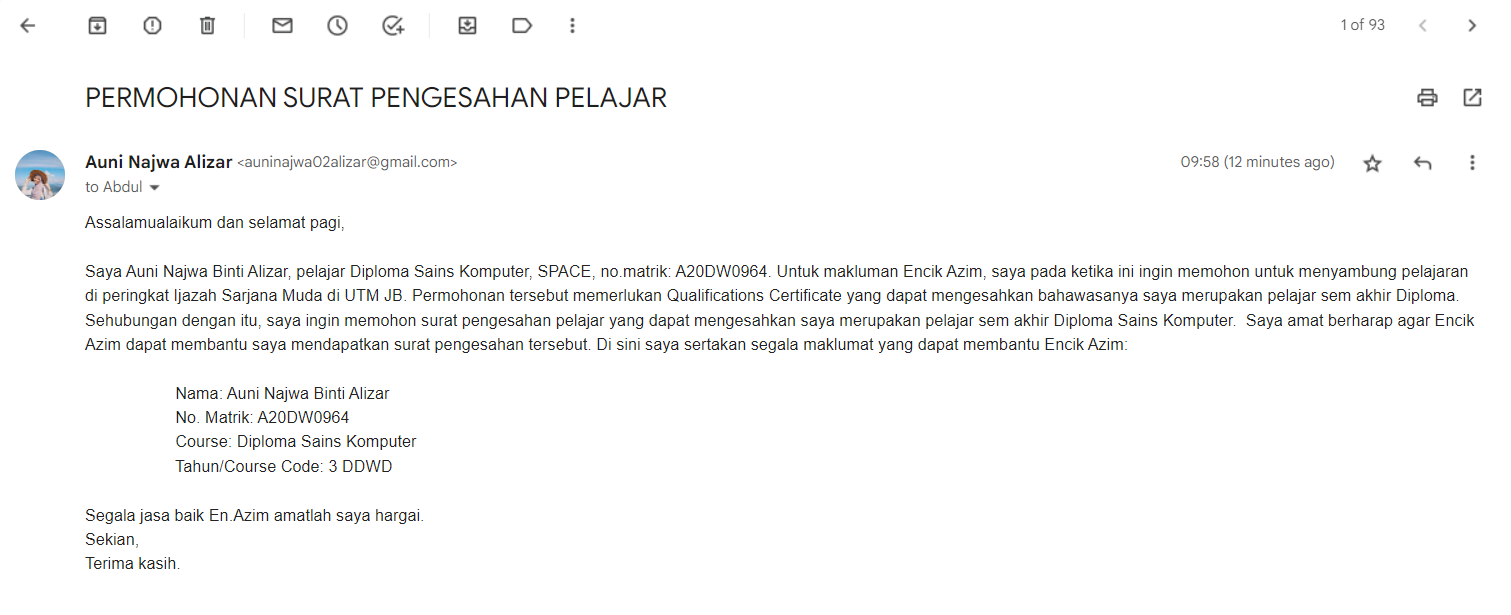 1 of 93
PERMOHONAN SURAT PENGESAHAN PELAJAR
Auni Najwa Alizar <auninajwa02alizar@gmail.com>
09:58 (12 minutes ago)
to Abdul
Assalamualaikum dan selamat pagi,
Saya Auni Najwa Binti Alizar, pelajar Diploma Sains Komputer, SPACE, no.matrik: A20DW0964. Untuk makluman Encik Azim, saya pada ketika ini ingin memohon untuk menyambung pelajaran
di peringkat Ijazah Sarjana Muda di UTM JB. Permohonan tersebut memerlukan Qualifications Certificate yang dapat mengesahkan bahawasanya saya merupakan pelajar sem akhir Diploma.
Sehubungan dengan itu, saya ingin memohon surat pengesahan pelajar yang dapat mengesahkan saya merupakan pelajar sem akhir Diploma Sains Komputer.  Saya amat berharap agar Encik
Azim dapat membantu saya mendapatkan surat pengesahan tersebut. Di sini saya sertakan segala maklumat yang dapat membantu Encik Azim:
Nama: Auni Najwa Binti Alizar
No. Matrik: A20DW0964
Course: Diploma Sains Komputer
Tahun/Course Code: 3 DDWD
Segala jasa baik En.Azim amatlah saya hargai.
Sekian,
Terima kasih.